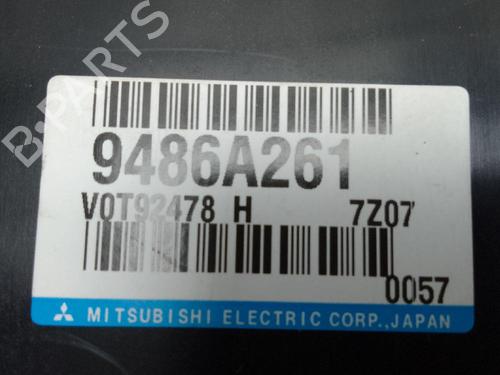 B-PARTS
9486A261
V0T92478 H 7Z07
0057
MITSUBISHI ELECTRIC CORP.,JAPAN